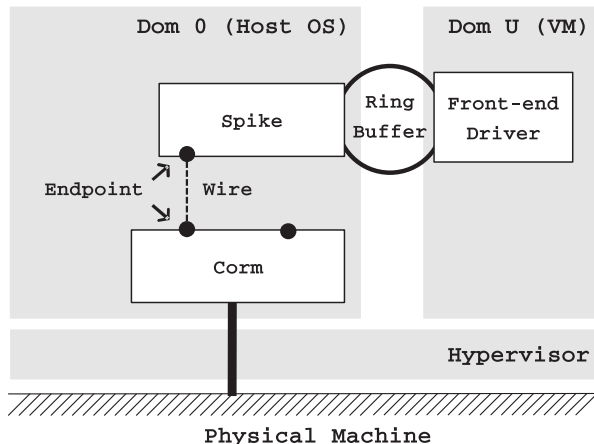 Dom 0 (Host OS)
Dom U (VM)
Spike
Ring
Buffer
Front-end
Driver
Endpoint
Wire
Corm
Hypervisor
Physical Machine